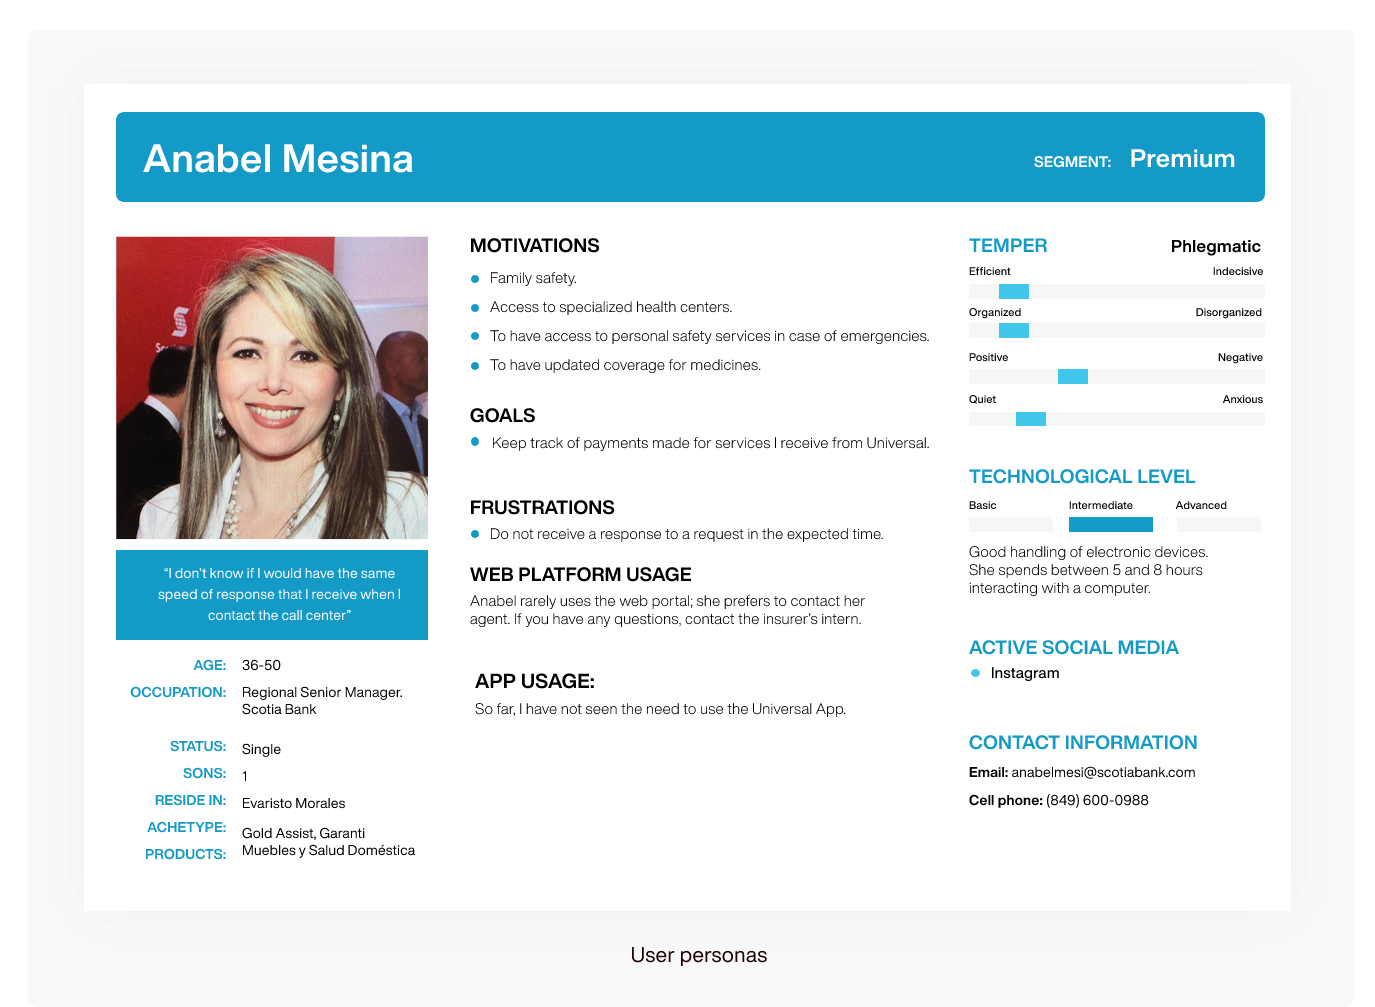 Anabel Mesina
SEGMENT: Premium
"I don't know if I would have the same
speed of response that I receive when I
contact the call center"
AGE: 36-50
OCCUPATION: Regional Senior Manager.
Scotia Bank
STATUS: Single
SONS: 1
RESIDE IN: Evaristo Morales
ACHETYPE:
PRODUCTS:
Gold Assist, Garanti
Muebles y Salud Doméstica
MOTIVATIONS
Family safety.
Access to specialized health centers.
To have access to personal safety services in case of emergencies.
To have updated coverage for medicines.
GOALS
Keep track of payments made for services I receive from Universal.
FRUSTRATIONS
Do not receive a response to a request in the expected time.
WEB PLATFORM USAGE
Anabel rarely uses the web portal; she prefers to contact her
agent. If you have any questions, contact the insurer's intern.
APP USAGE:
So far, I have not seen the need to use the Universal App.
TEMPER Phlegmatic
Efficient Indecisive
Organized Disorganized
Positive Negative
Quiet Anxious
TECHNOLOGICAL LEVEL
Basic Intermediate Advanced
Good handling of electronic devices.
She spends between 5 and 8 hours
interacting with a computer.
ACTIVE SOCIAL MEDIA
Instagram
CONTACT INFORMATION
Email: anabelmesi@scotiabank.com
Cell phone: (849) 600-0988
User personas